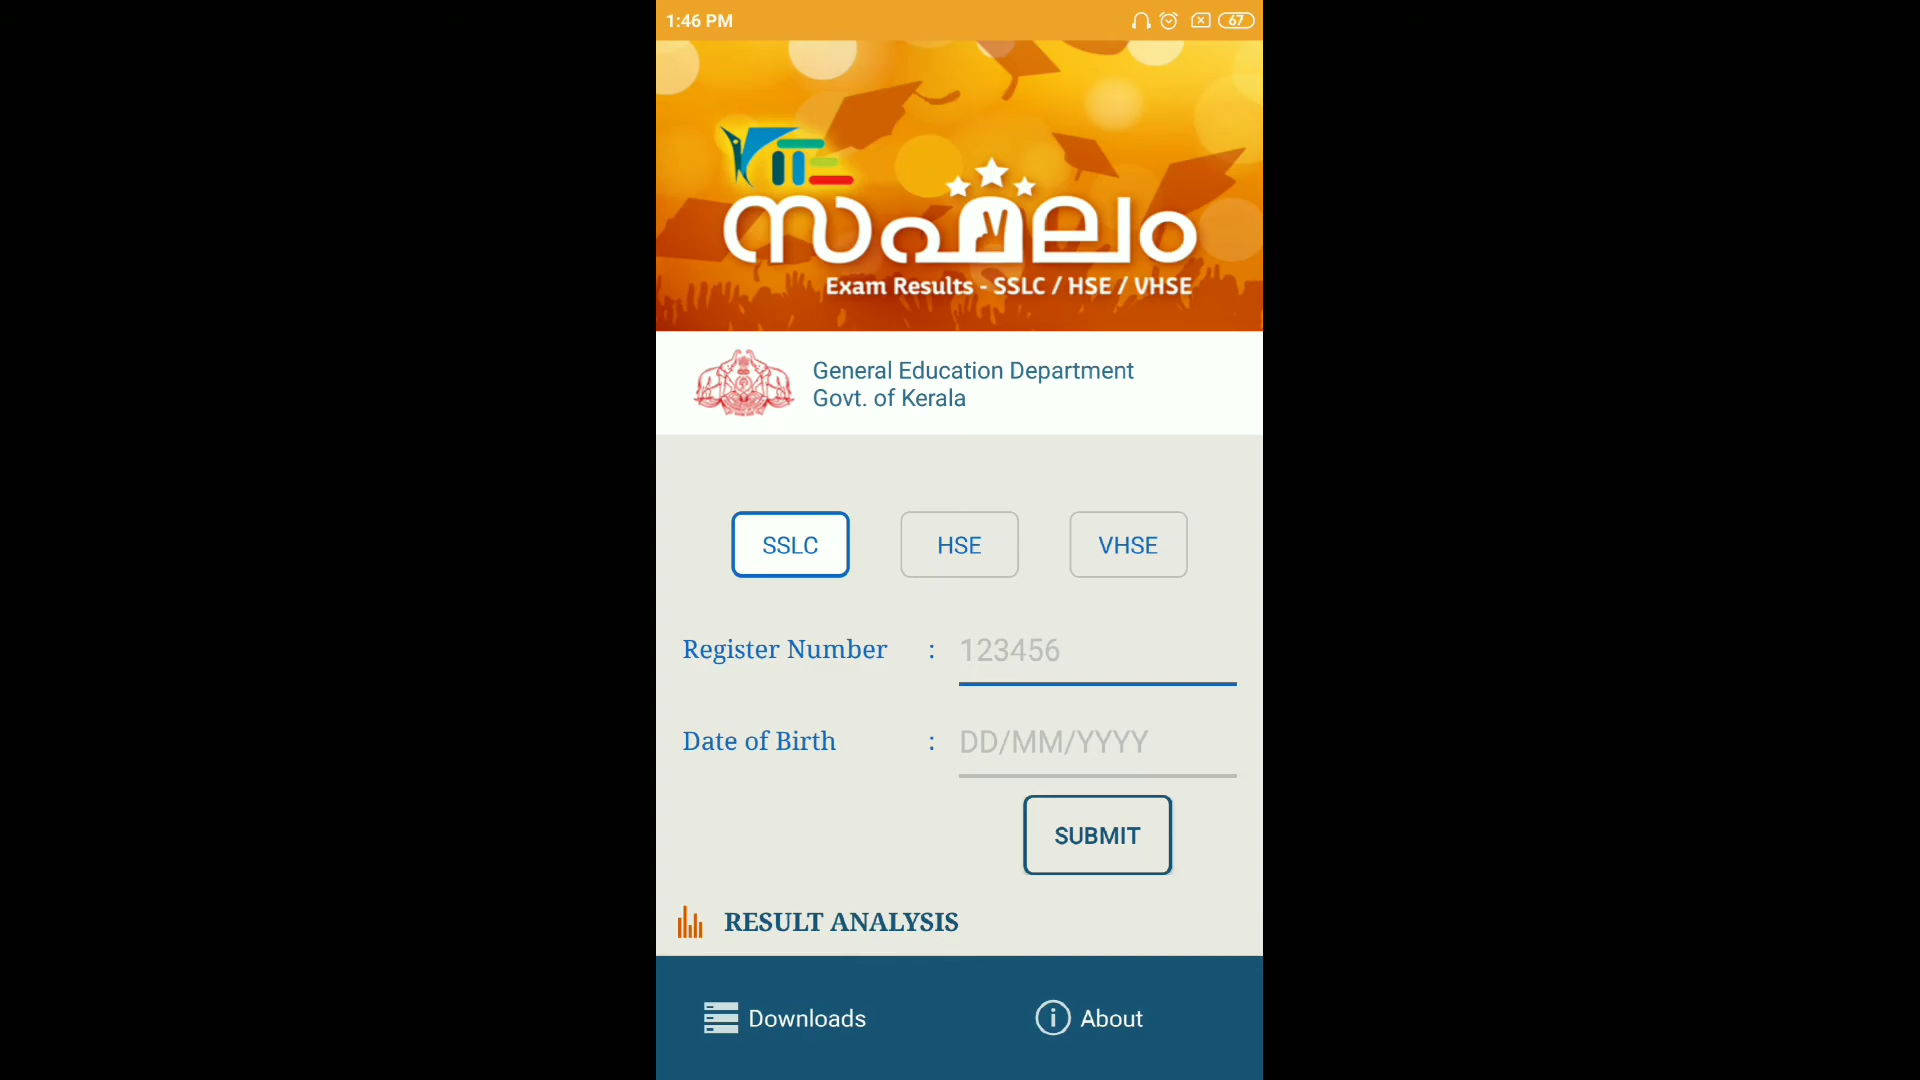 1:46 PM
67
KITE
സഫലം
Exam Results - SSLC / HSE / VHSE
General Education Department
Govt. of Kerala
SSLC
HSE
VHSE
Register Number : 123456
Date of Birth : DD/MM/YYYY
SUBMIT
RESULT ANALYSIS
Downloads
About